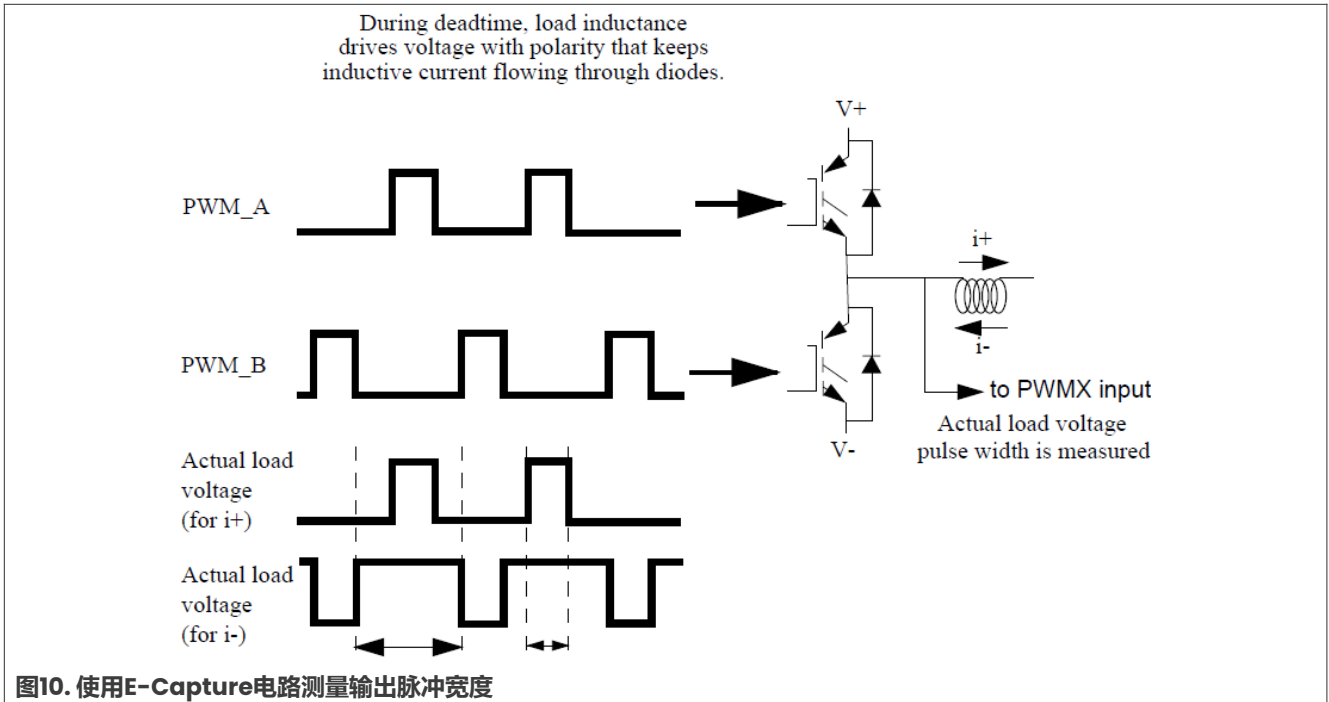 During deadtime, load inductance
drives voltage with polarity that keeps
inductive current flowing through diodes.
V+
PWM_A
i+
PWM_B
i-
to PWMX input
Actual load voltage
pulse width is measured
V-
Actual load
voltage
(for i+)
Actual load
voltage
(for i-)
图10. 使用E-Capture电路测量输出脉冲宽度